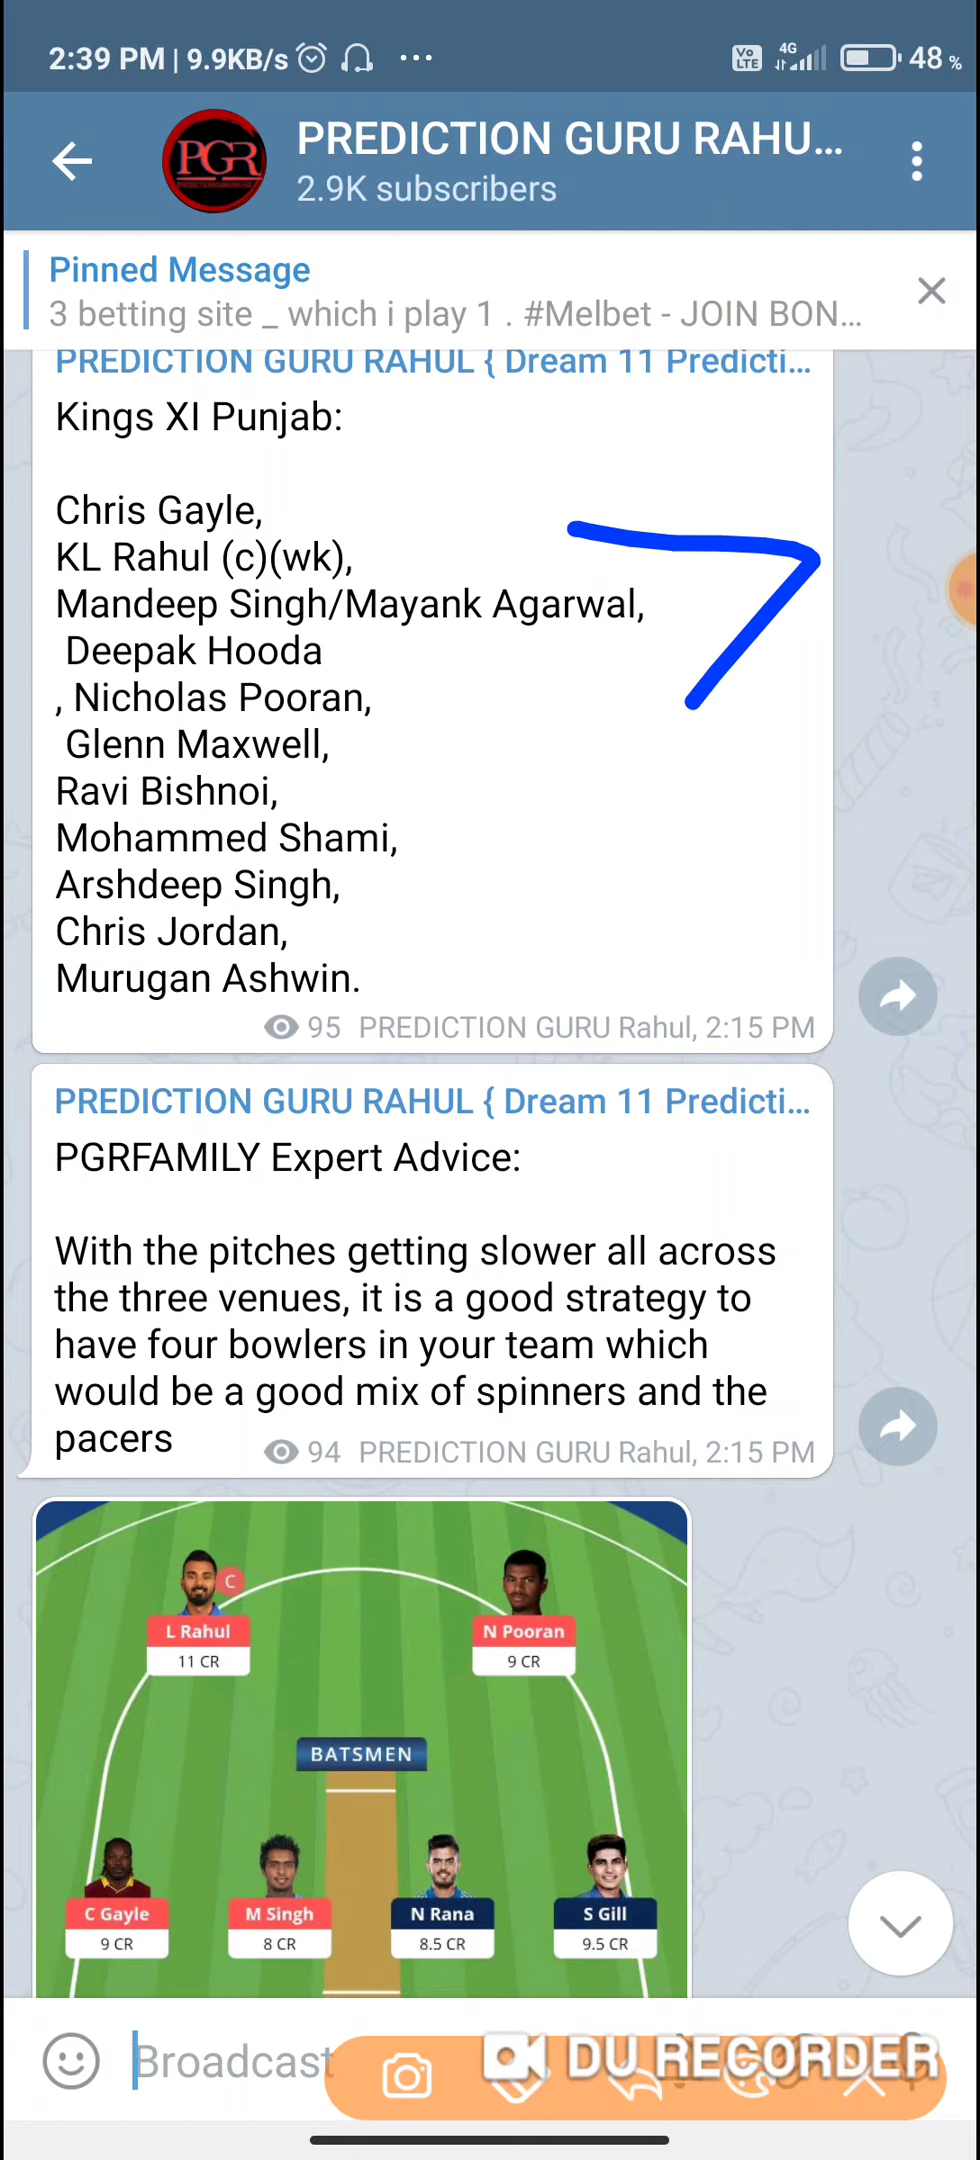 2:39 PM | 9.9KB/s
Vo LTE 4G 48 %
PGR
PREDICTION GURU RAHU...
2.9K subscribers
Pinned Message
3 betting site _ which i play 1 . #Melbet - JOIN BON...
PREDICTION GURU RAHUL { Dream 11 Predicti...
Kings XI Punjab:
Chris Gayle,
KL Rahul (c)(wk),
Mandeep Singh/Mayank Agarwal,
Deepak Hooda
, Nicholas Pooran,
Glenn Maxwell,
Ravi Bishnoi,
Mohammed Shami,
Arshdeep Singh,
Chris Jordan,
Murugan Ashwin.
95 PREDICTION GURU Rahul, 2:15 PM
PREDICTION GURU RAHUL { Dream 11 Predicti...
PGRFAMILY Expert Advice:
With the pitches getting slower all across
the three venues, it is a good strategy to
have four bowlers in your team which
would be a good mix of spinners and the
pacers
94 PREDICTION GURU Rahul, 2:15 PM
C
L Rahul N Pooran
11 CR 9 CR
BATSMEN
C Gayle M Singh N Rana S Gill
9 CR 8 CR 8.5 CR 9.5 CR
Broadcast
DU RECORDER